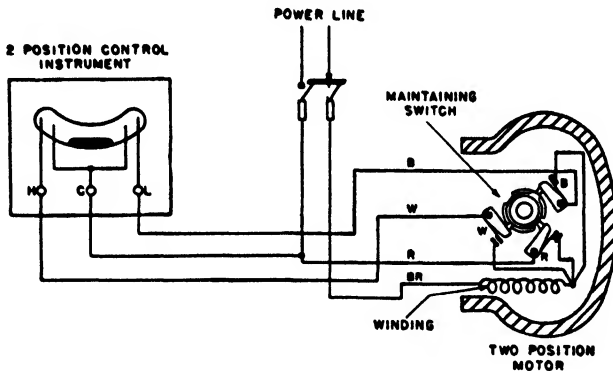 POWER LINE
2 POSITION CONTROL
INSTRUMENT
MAINTAINING
SWITCH
H
C
L
B
B
W
W
R
R
BR
WINDING
TWO POSITION
MOTOR